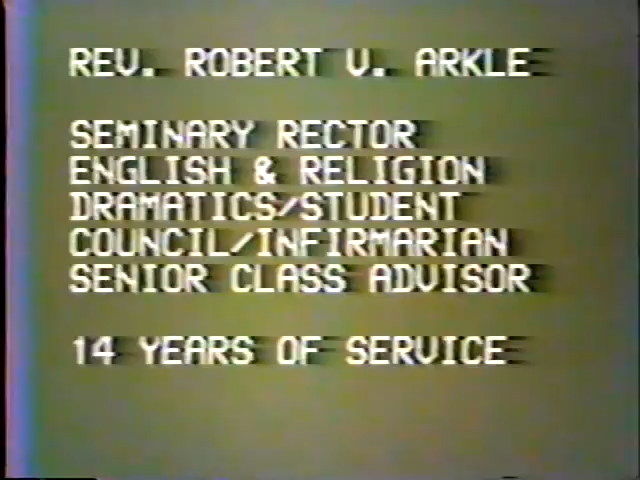 REV. ROBERT V. ARKLE
SEMINARY RECTOR
ENGLISH & RELIGION
DRAMATICS/STUDENT
COUNCIL/INFIRMARIAN
SENIOR CLASS ADVISOR
14 YEARS OF SERVICE